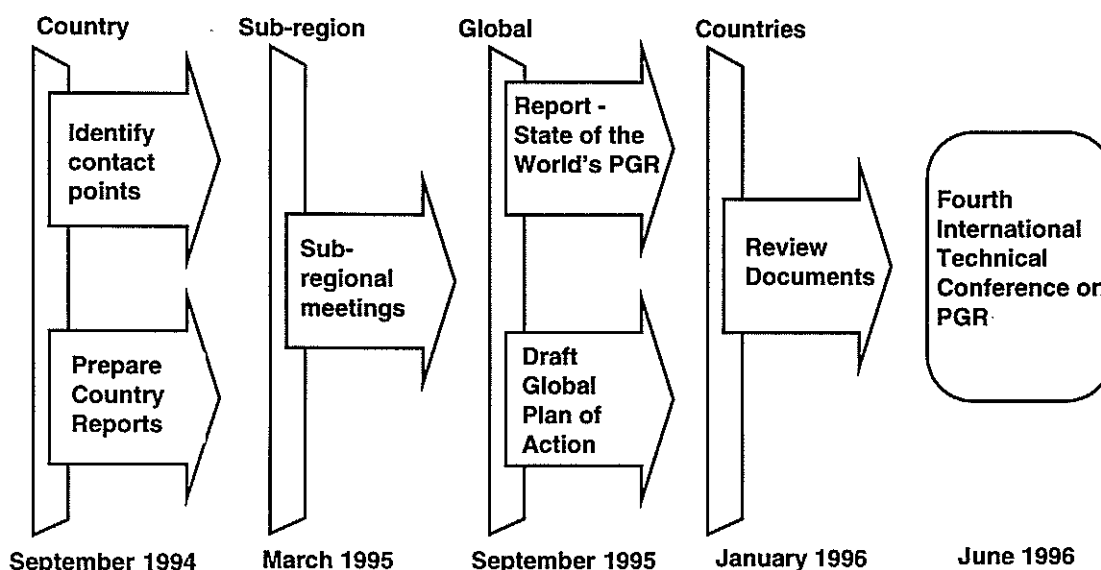 Country
Sub-region
Global
Countries
Identify
contact
points
Prepare
Country
Reports
Sub-
regional
meetings
Report -
State of the
World's PGR
Draft
Global
Plan of
Action
Review
Documents
Fourth
International
Technical
Conference on
PGR
September 1994
March 1995
September 1995
January 1996
June 1996